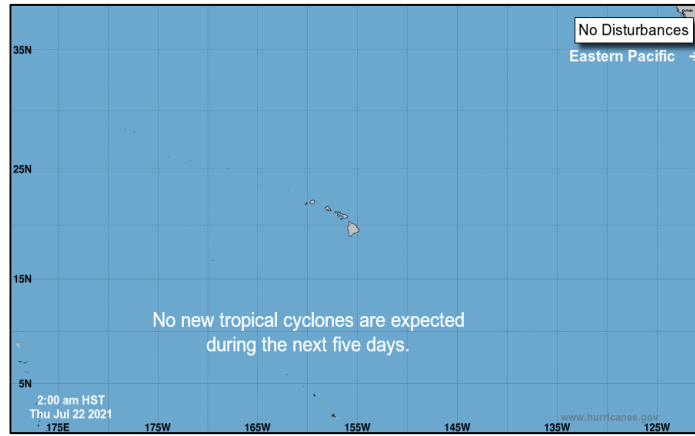 No Disturbances
35N
Eastern Pacific →
25N
15N
No new tropical cyclones are expected
during the next five days.
5N
2:00 am HST
Thu Jul 22 2021
www.hurricanes.gov
175E 175W 165W 155W 145W 135W 125W